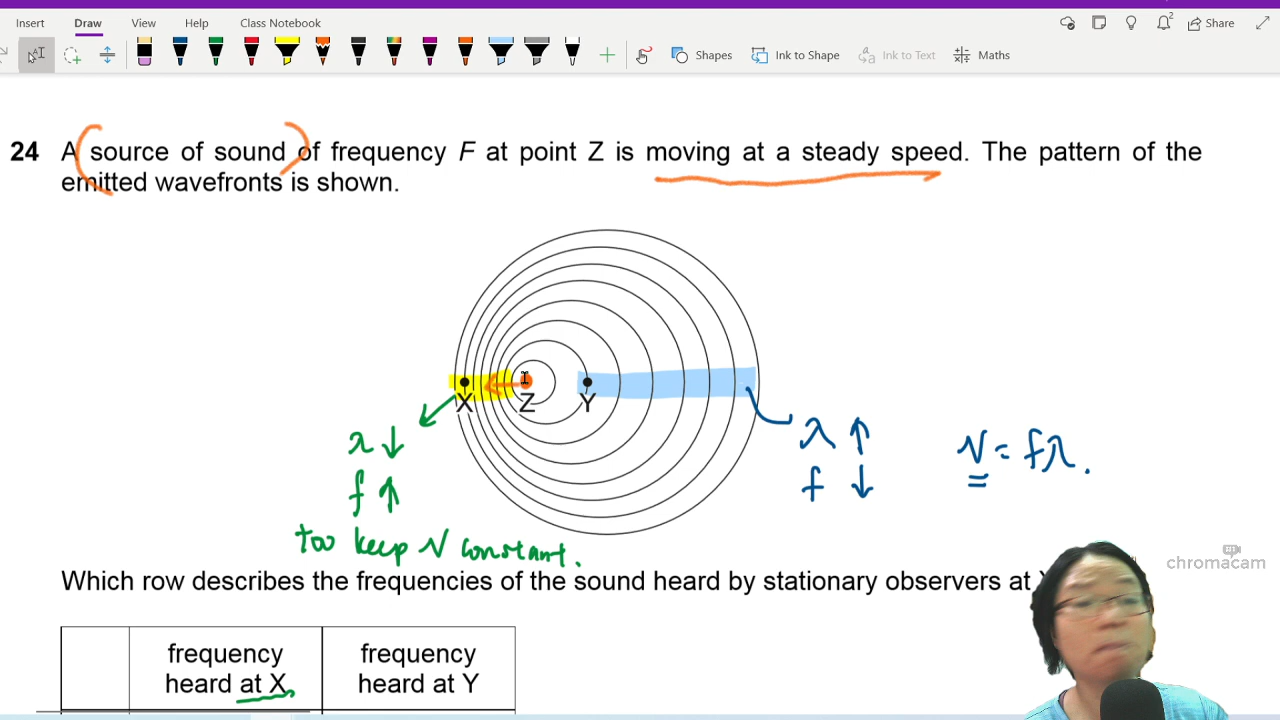 Insert Draw View Help Class Notebook 2 Share
Shapes Ink to Shape Ink to Text Maths
24 A source of sound of frequency F at point Z is moving at a steady speed. The pattern of the
emitted wavefronts is shown.
X Z Y
λ ↓
f ↑
too keep v constant.
λ ↑
f ↓
v = fλ.
chromacam
Which row describes the frequencies of the sound heard by stationary observers at
frequency
heard at X
frequency
heard at Y